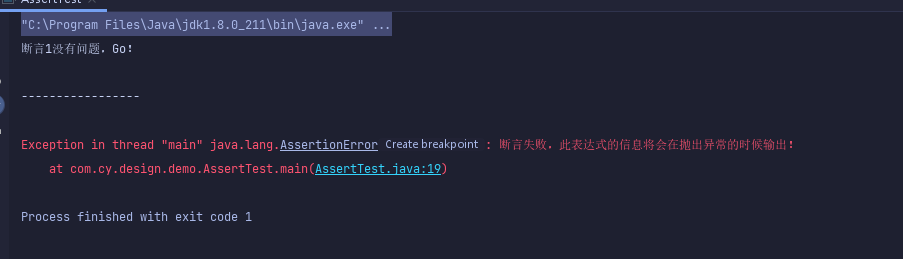 AssertTest
"C:\Program Files\Java\jdk1.8.0_211\bin\java.exe" ...
断言1没有问题，Go！
-----------------
Exception in thread "main" java.lang.AssertionError Create breakpoint : 断言失败，此表达式的信息将会在抛出异常的时候输出！
at com.cy.design.demo.AssertTest.main(AssertTest.java:19)
Process finished with exit code 1